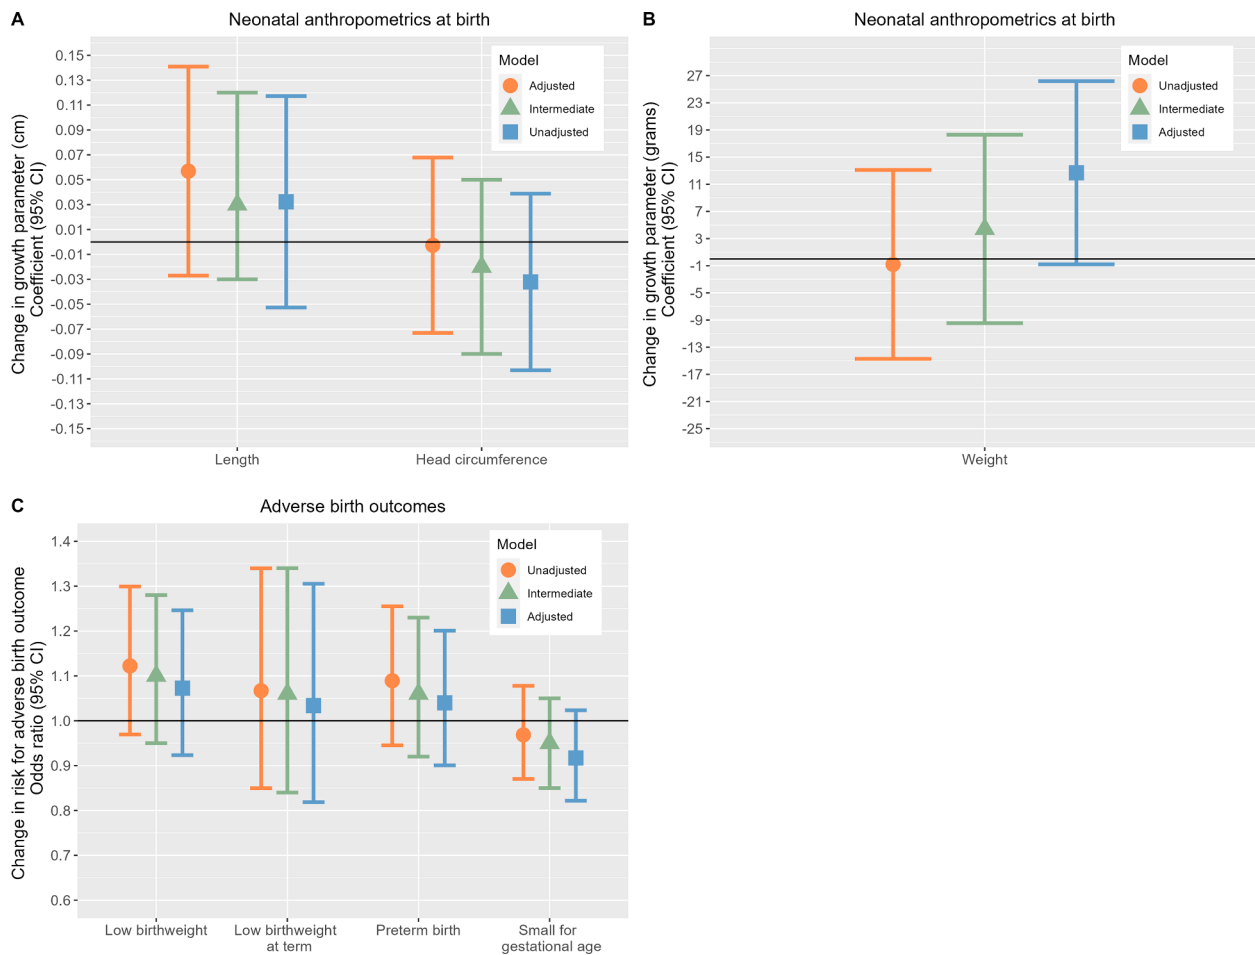 A
Neonatal anthropometrics at birth
Change in growth parameter (cm)
Coefficient (95% CI)
0.15
0.13
0.11
0.09
0.07
0.05
0.03
0.01
-0.01
-0.03
-0.05
-0.07
-0.09
-0.11
-0.13
-0.15
Model
Adjusted
Intermediate
Unadjusted
Length
Head circumference
B
Neonatal anthropometrics at birth
Change in growth parameter (grams)
Coefficient (95% CI)
27
23
19
15
11
7
3
-1
-5
-9
-13
-17
-21
-25
Model
Unadjusted
Intermediate
Adjusted
Weight
C
Adverse birth outcomes
Change in risk for adverse birth outcome
Odds ratio (95% CI)
1.4
1.3
1.2
1.1
1.0
0.9
0.8
0.7
0.6
Model
Unadjusted
Intermediate
Adjusted
Low birthweight
Low birthweight
at term
Preterm birth
Small for
gestational age